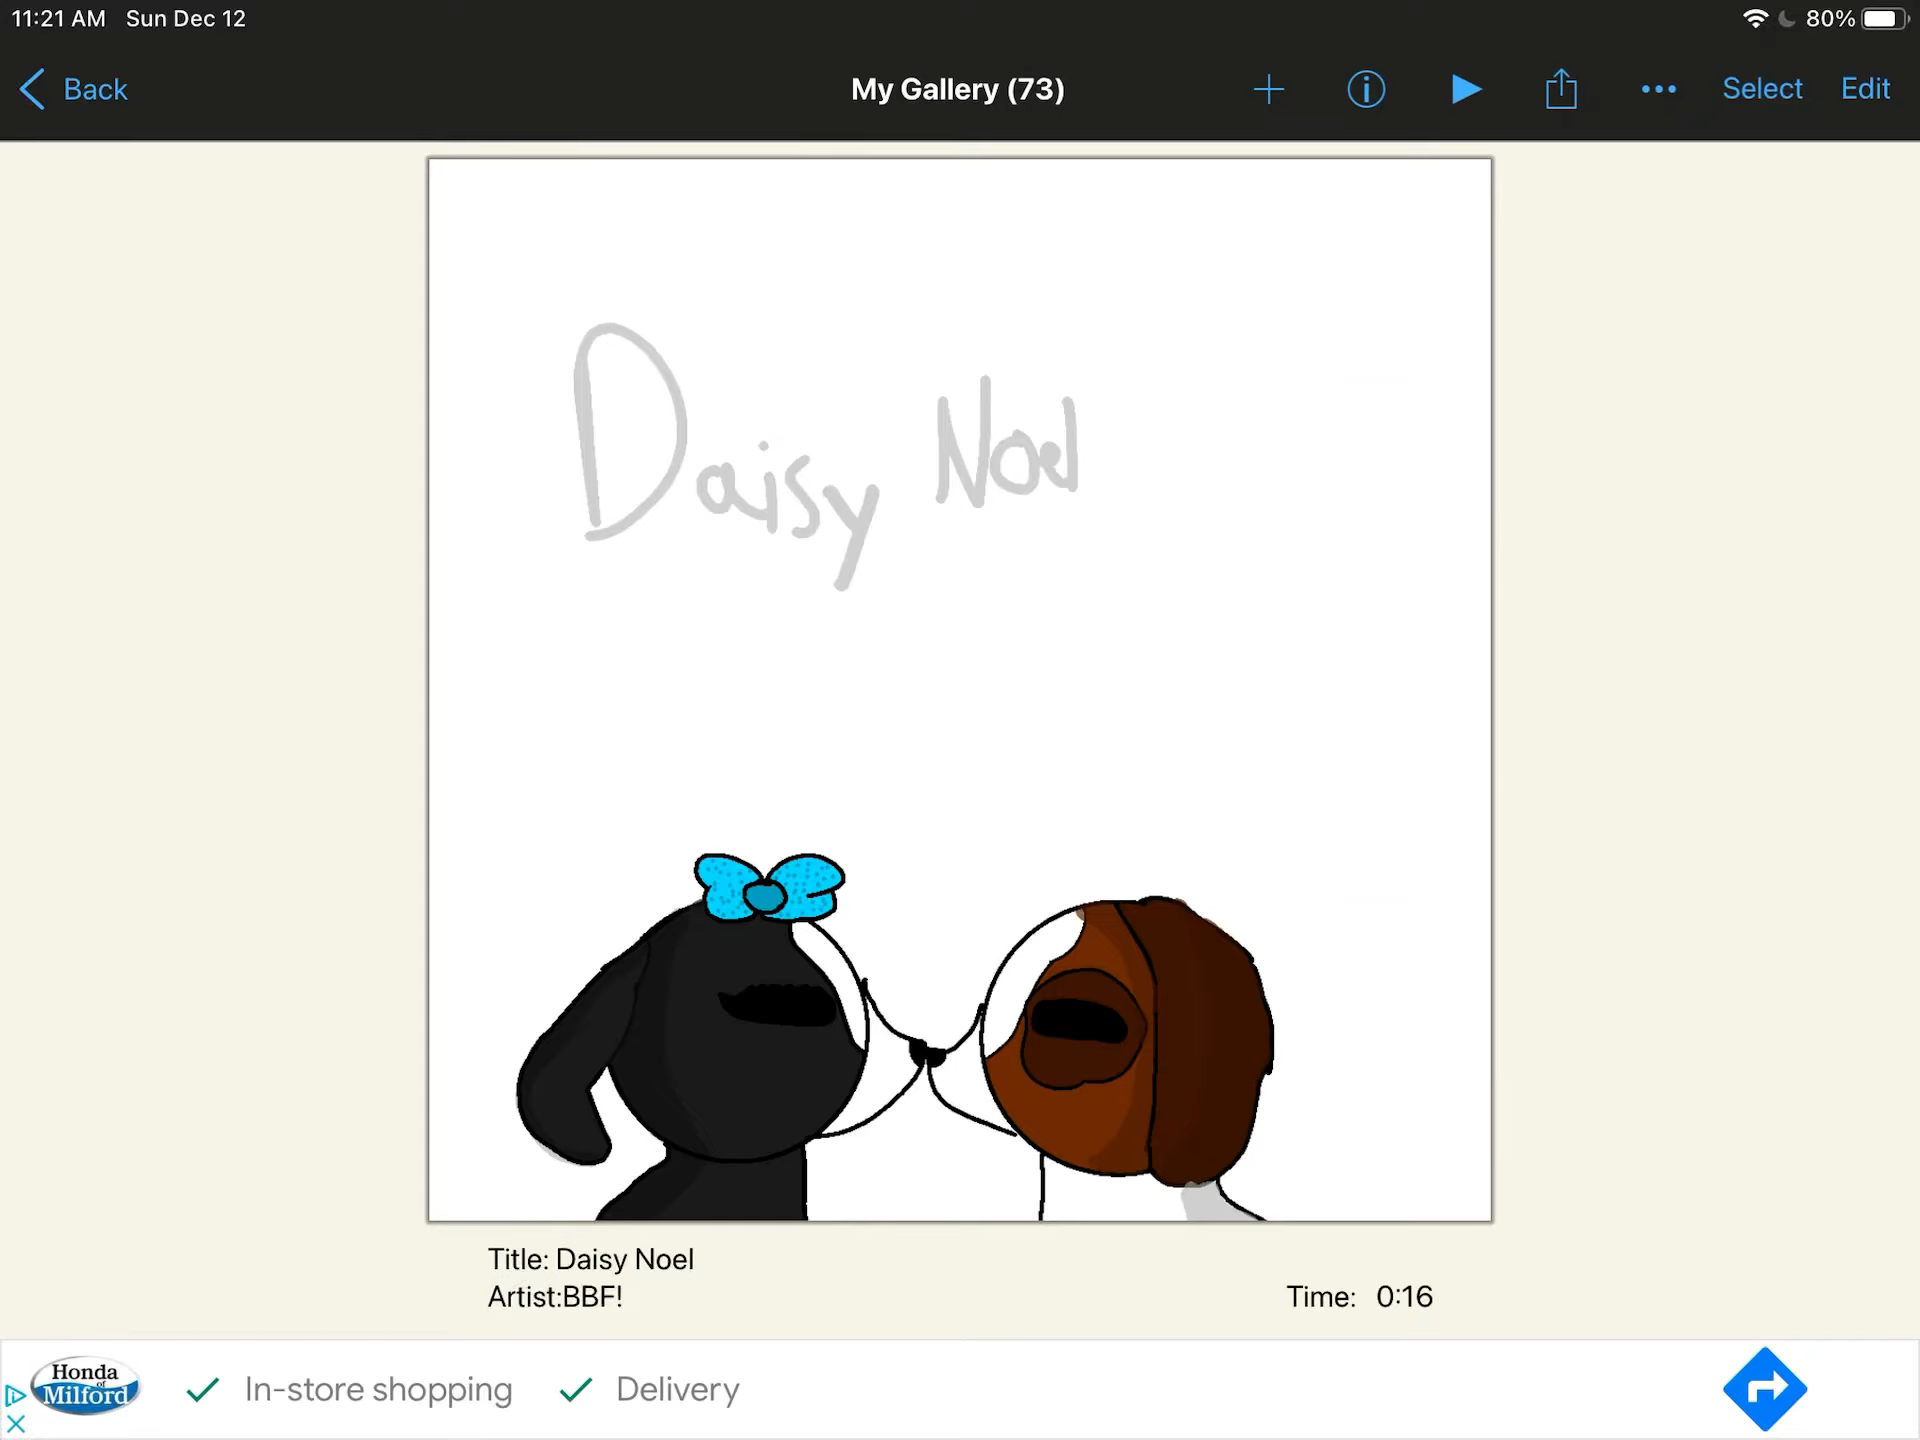 11:21 AM Sun Dec 12 80%
Back My Gallery (73) Select Edit
Daisy Noel
Title: Daisy Noel
Artist:BBF! Time: 0:16
Honda of Milford In-store shopping Delivery